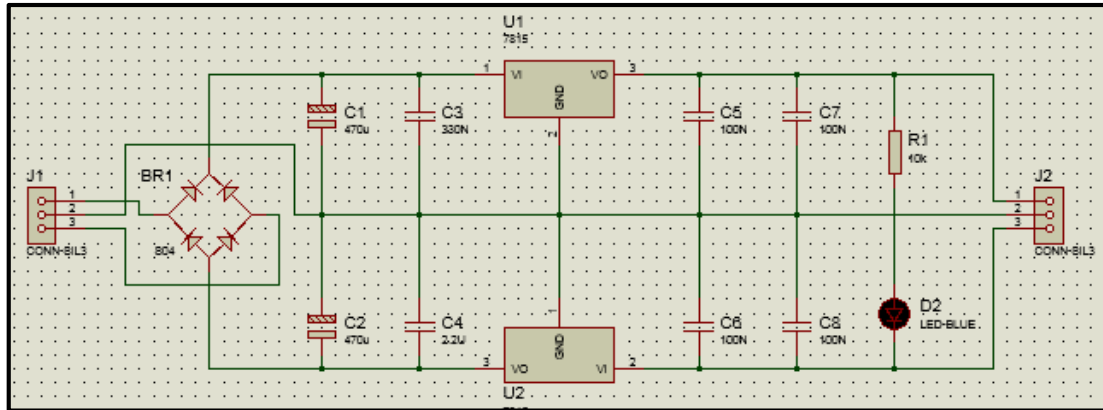 U1
7815
1
VI
VO
3
GND
2
C1
470u
C3
330N
C5
100N
C7
100N
R1
10k
J1
1
2
3
CONN-SIL3
BR1
804
J2
1
2
3
CONN-SIL3
C2
470u
C4
2.2U
1
GND
3
VO
VI
2
U2
C6
100N
C8
100N
D2
LED-BLUE